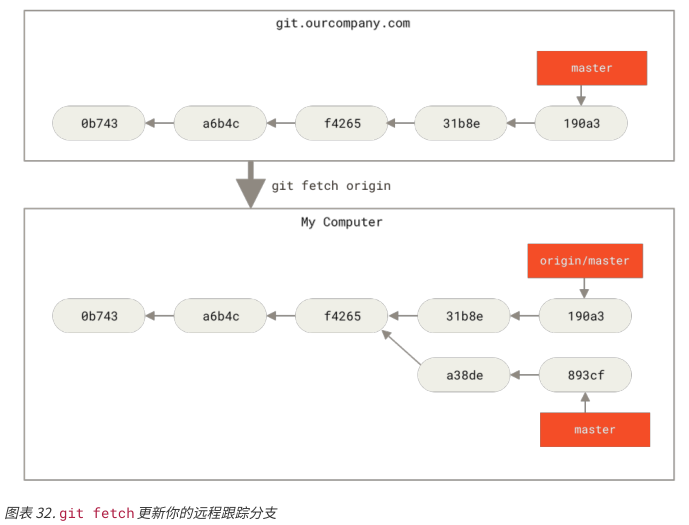 git.ourcompany.com
master
0b743 a6b4c f4265 31b8e 190a3
git fetch origin
My Computer
origin/master
0b743 a6b4c f4265 31b8e 190a3
a38de 893cf
master
图表 32. git fetch 更新你的远程跟踪分支